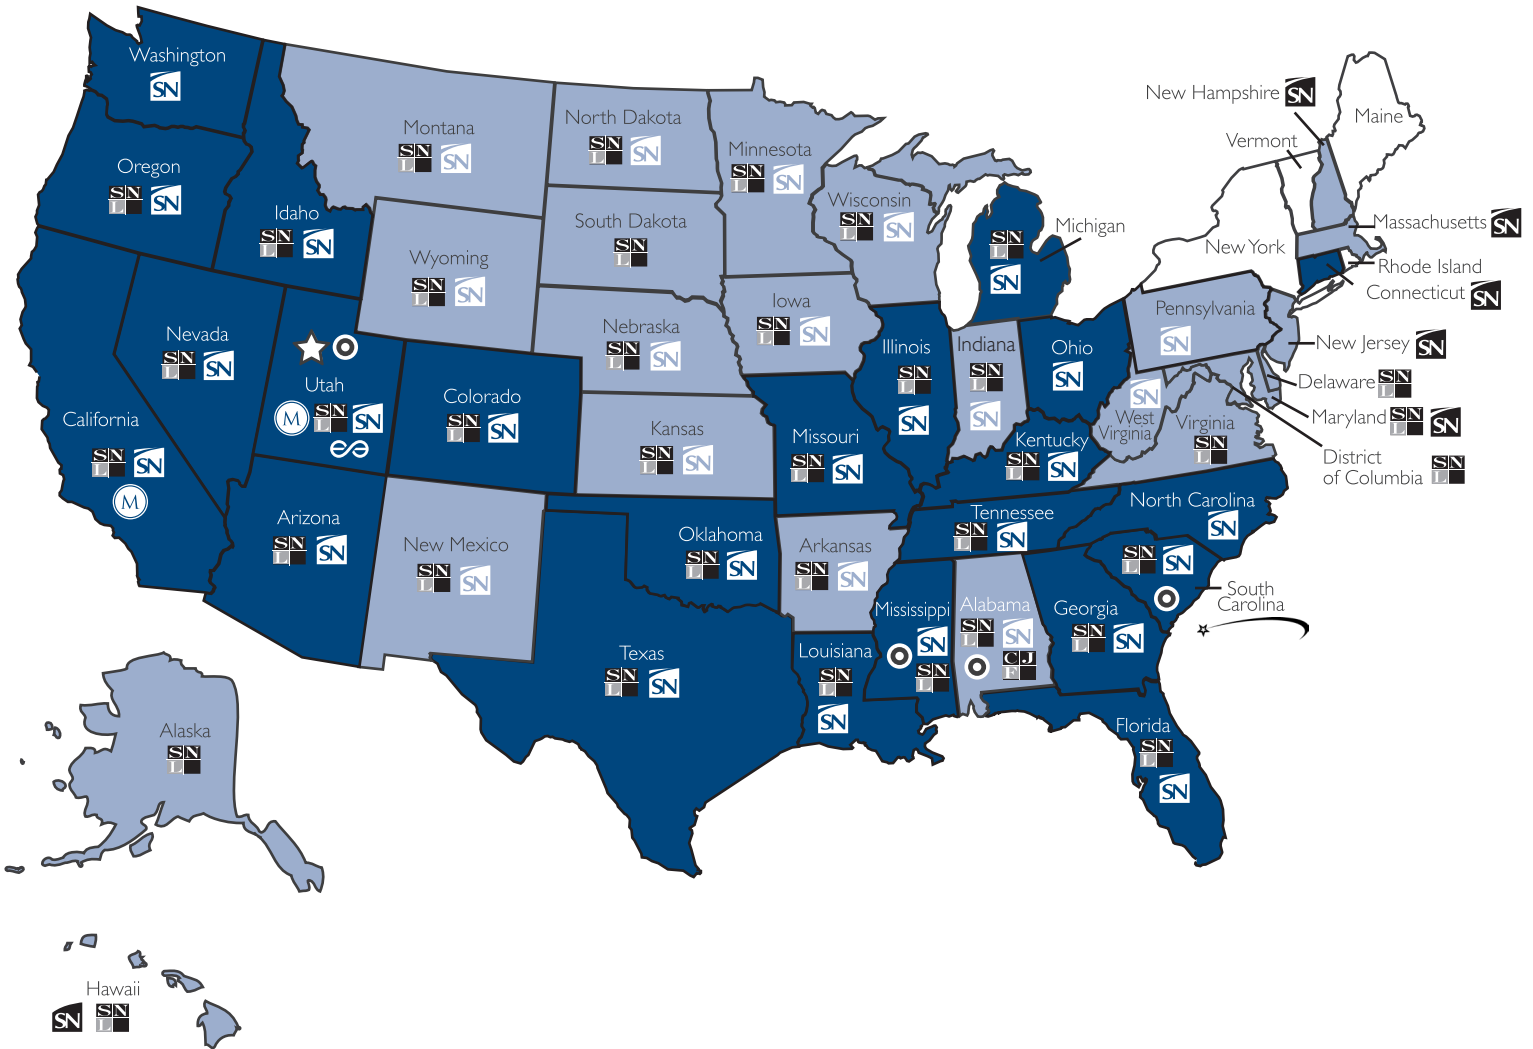 Washington
SN
Oregon
SN
L
SN
Idaho
SN
L
SN
Montana
SN
L
SN
North Dakota
SN
L
SN
Minnesota
SN
L
SN
Wisconsin
SN
L
SN
Michigan
SN
L
SN
New Hampshire
SN
Vermont
Maine
New York
Massachusetts
SN
Rhode Island
Connecticut
SN
Pennsylvania
SN
New Jersey
SN
Delaware
SN
L
Maryland
SN
L
SN
District
of Columbia
SN
L
South Dakota
SN
L
Wyoming
SN
L
SN
Nebraska
SN
L
SN
Iowa
SN
L
SN
Illinois
SN
L
SN
Indiana
SN
L
SN
Ohio
SN
West
Virginia
SN
Virginia
SN
L
Nevada
SN
L
SN
Utah
M
SN
L
SN
Colorado
SN
L
SN
California
SN
L
SN
M
Kansas
SN
L
SN
Missouri
SN
L
SN
Kentucky
SN
L
SN
North Carolina
SN
Tennessee
SN
L
SN
Arizona
SN
L
SN
New Mexico
SN
L
SN
Oklahoma
SN
L
SN
Arkansas
SN
L
SN
South
Carolina
SN
L
SN
Mississippi
SN
SN
L
Alabama
SN
L
SN
CJ
F
Georgia
SN
L
SN
Texas
SN
L
SN
Louisiana
SN
L
SN
Florida
SN
L
SN
Alaska
SN
L
Hawaii
SN
SN
L